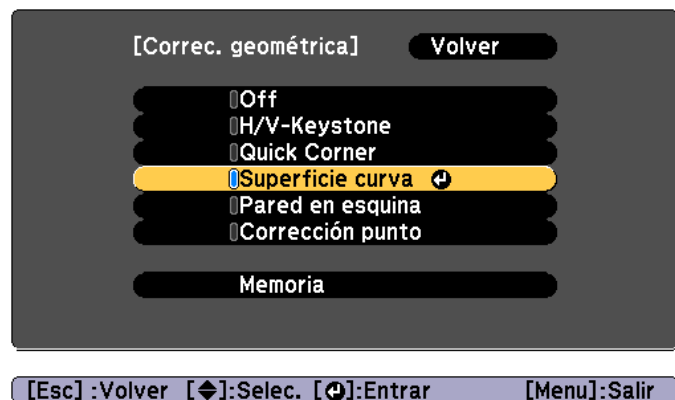 [Correc. geométrica] Volver
Off
H/V-Keystone
Quick Corner
Superficie curva
Pared en esquina
Corrección punto
Memoria
[Esc] :Volver [◆]:Selec. [↵]:Entrar [Menu]:Salir